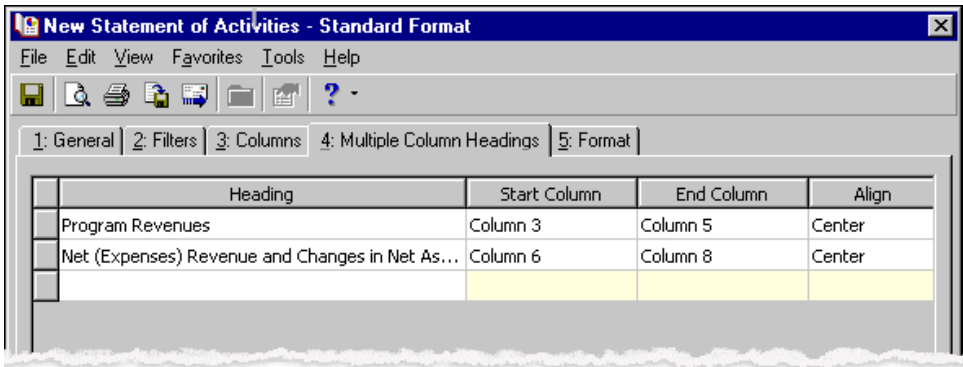 New Statement of Activities - Standard Format
File Edit View Favorites Tools Help
?
1: General 2: Filters 3: Columns 4: Multiple Column Headings 5: Format
Heading Start Column End Column Align
Program Revenues Column 3 Column 5 Center
Net (Expenses) Revenue and Changes in Net As... Column 6 Column 8 Center